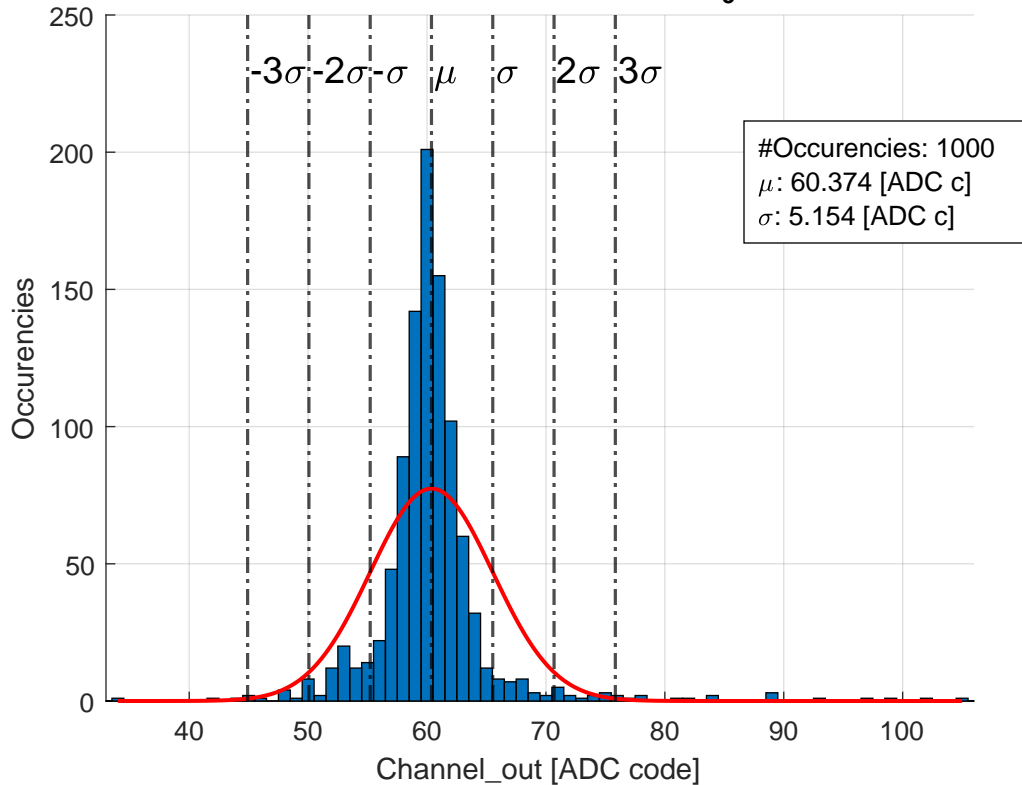 250
200
150
100
50
0
-3σ -2σ -σ μ σ 2σ 3σ
#Occurencies: 1000
μ: 60.374 [ADC c]
σ: 5.154 [ADC c]
Occurencies
40 50 60 70 80 90 100
Channel_out [ADC code]